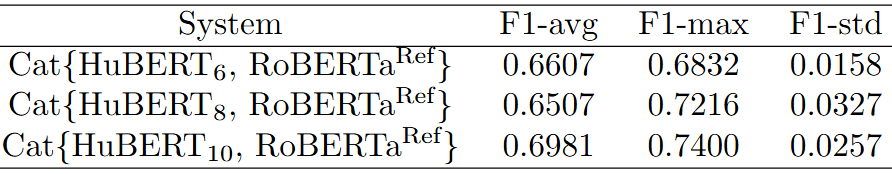 System F1-avg F1-max F1-std
Cat{HuBERT₆, RoBERTaᴿᵉᶠ} 0.6607 0.6832 0.0158
Cat{HuBERT₈, RoBERTaᴿᵉᶠ} 0.6507 0.7216 0.0327
Cat{HuBERT₁₀, RoBERTaᴿᵉᶠ} 0.6981 0.7400 0.0257